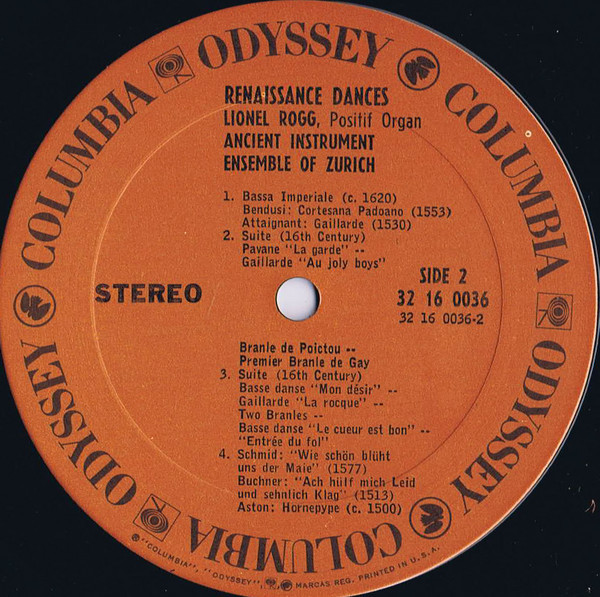 COLUMBIA
ODYSSEY
COLUMBIA
ODYSSEY
COLUMBIA
ODYSSEY
RENAISSANCE DANCES
LIONEL ROGG, Positif Organ
ANCIENT INSTRUMENT
ENSEMBLE OF ZURICH
1. Bassa Imperiale (c. 1620)
Bendusi: Cortesana Padoano (1553)
Attaignant: Gaillarde (1530)
2. Suite (16th Century)
Pavane "La garde" --
Gaillarde "Au joly boys"
STEREO
SIDE 2
32 16 0036
32 16 0036-2
Branle de Poictou --
Premier Branle de Gay
3. Suite (16th Century)
Basse danse "Mon désir" --
Gaillarde "La rocque" --
Two Branles --
Basse danse "Le cueur est bon" --
"Entrée du fol"
4. Schmid: "Wie schön blüht
uns der Maie" (1577)
Buchner: "Ach hülf mich Leid
und sehnlich Klag" (1513)
Aston: Hornepype (c. 1500)
© "COLUMBIA", "ODYSSEY" MARCAS REG. PRINTED IN U.S.A.